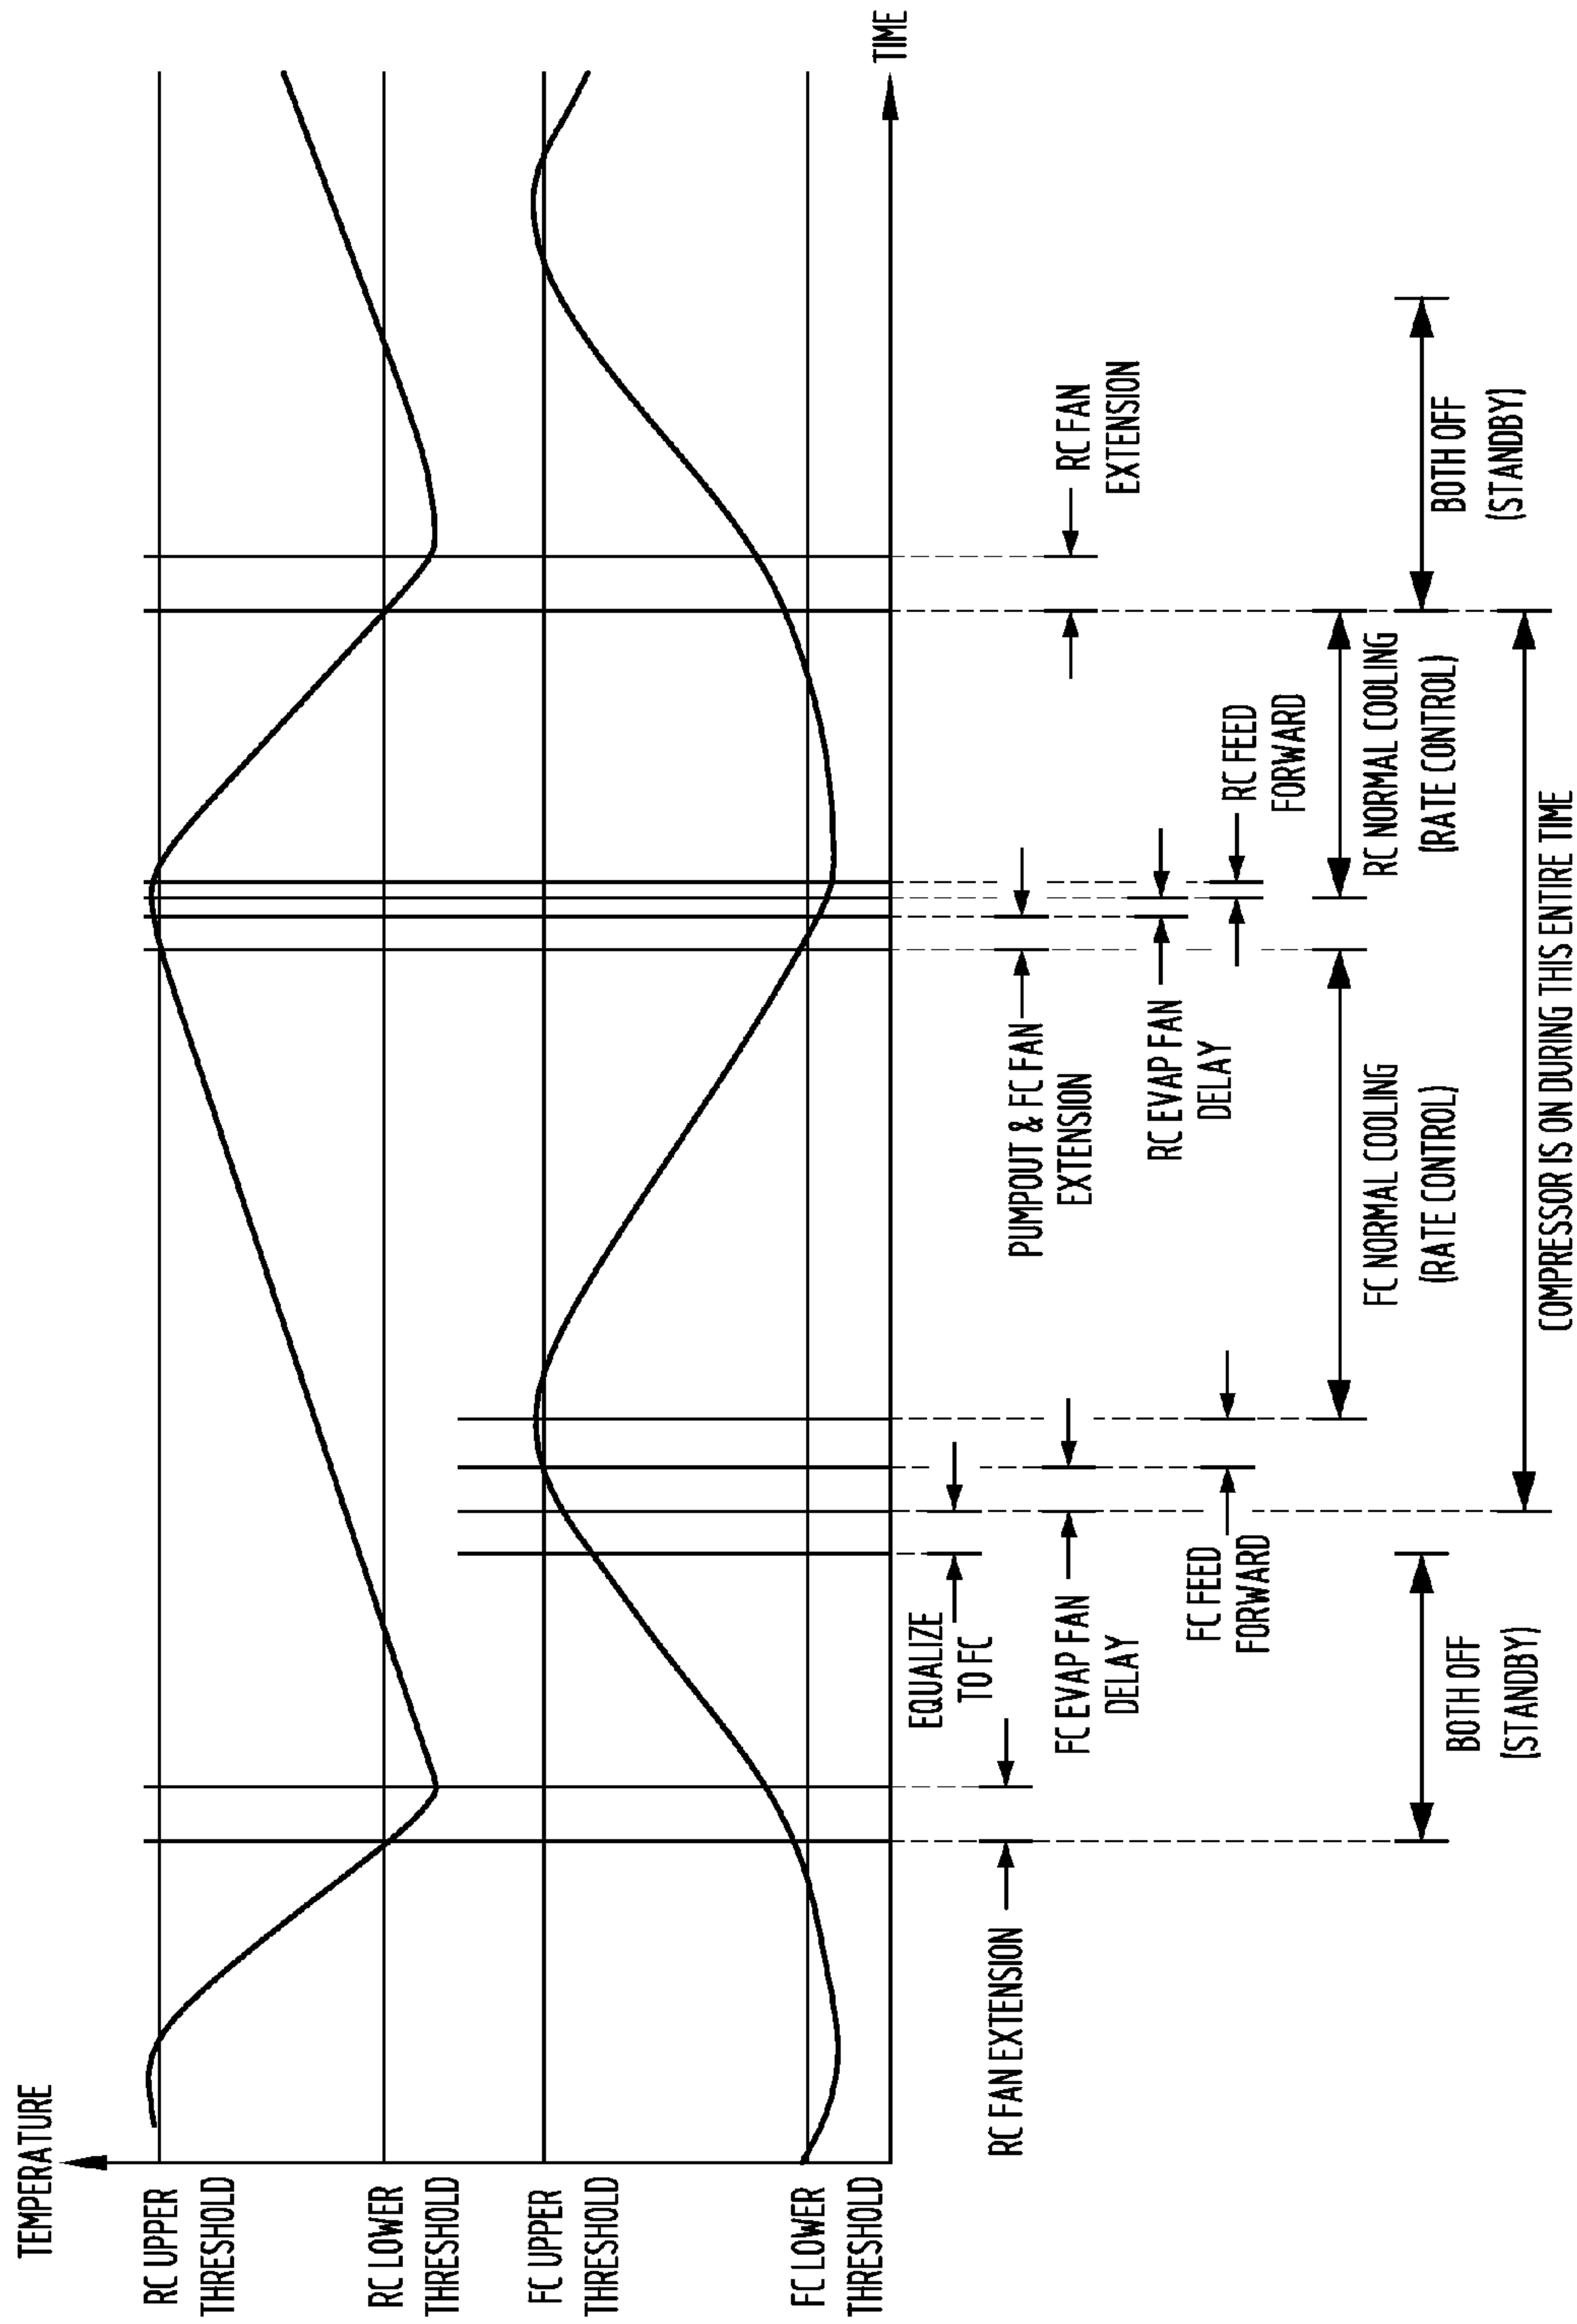 TEMPERATURE
RC UPPER
THRESHOLD
RC LOWER
THRESHOLD
FC UPPER
THRESHOLD
FC LOWER
THRESHOLD
TIME
RC FAN EXTENSION
EQUALIZE
TO FC
FC EVAP FAN
DELAY
FC FEED
FORWARD
PUMPOUT & FC FAN
EXTENSION
RC EVAP FAN
DELAY
RC FEED
FORWARD
RC FAN
EXTENSION
FC NORMAL COOLING
(RATE CONTROL)
RC NORMAL COOLING
(RATE CONTROL)
BOTH OFF
(STANDBY)
BOTH OFF
(STANDBY)
COMPRESSOR IS ON DURING THIS ENTIRE TIME